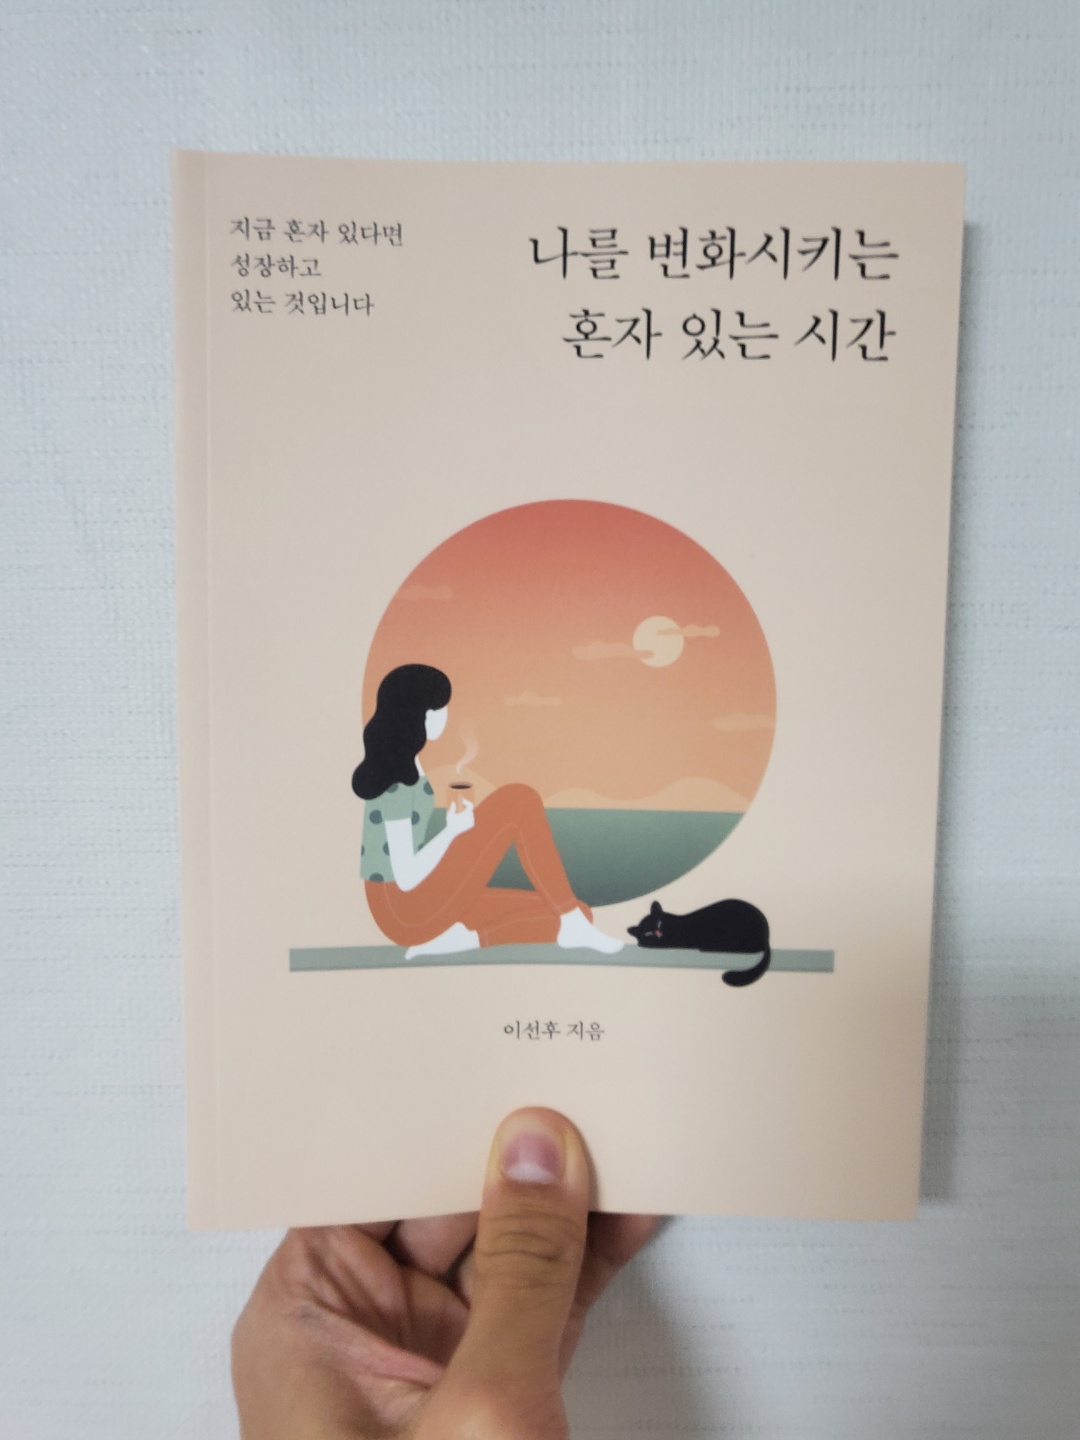 지금 혼자 있다면
성장하고
있는 것입니다
나를 변화시키는
혼자 있는 시간
이선후 지음